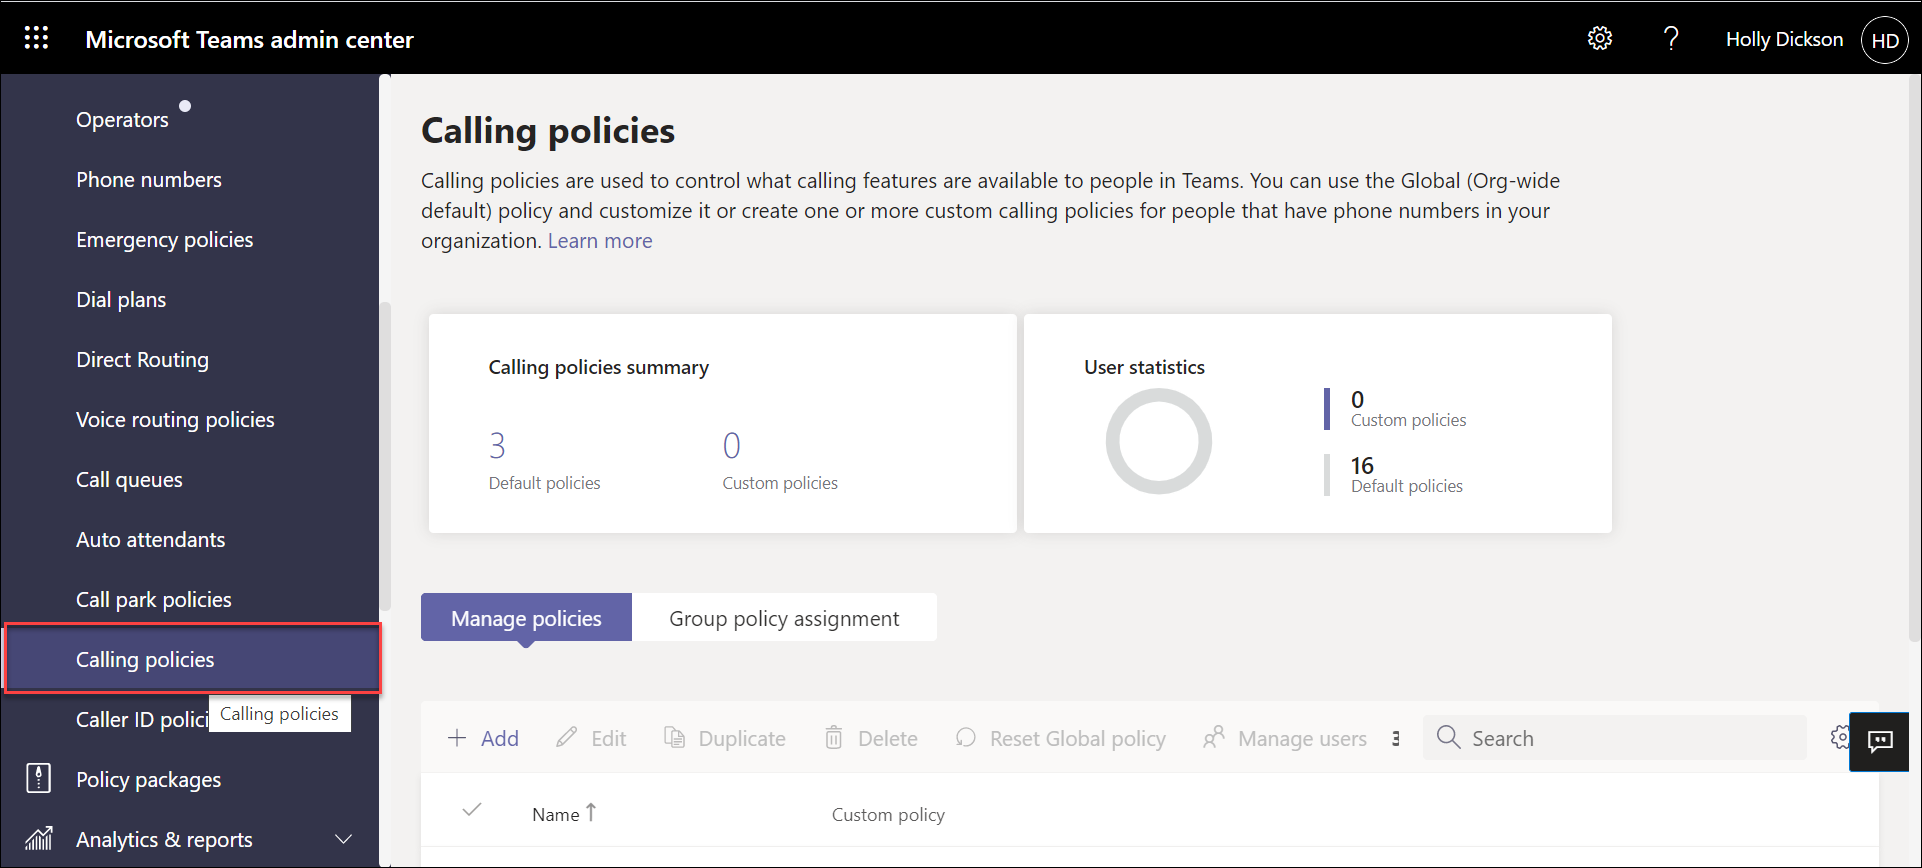 Microsoft Teams admin center
?
Holly Dickson
HD
Operators
Phone numbers
Emergency policies
Dial plans
Direct Routing
Voice routing policies
Call queues
Auto attendants
Call park policies
Calling policies
Caller ID polici
Calling policies
Policy packages
Analytics & reports
Calling policies
Calling policies are used to control what calling features are available to people in Teams. You can use the Global (Org-wide
default) policy and customize it or create one or more custom calling policies for people that have phone numbers in your
organization. Learn more
Calling policies summary
3
0
Default policies
Custom policies
User statistics
0
Custom policies
16
Default policies
Manage policies
Group policy assignment
+ Add
Edit
Duplicate
Delete
Reset Global policy
Manage users
3
Search
Name ↑
Custom policy